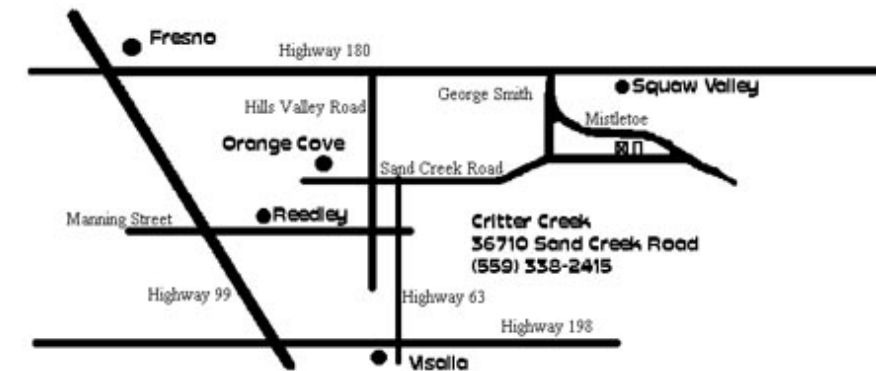 Fresno
Highway 180
George Smith
Squaw Valley
Hills Valley Road
Mistletoe
Orange Cove
Sand Creek Road
Manning Street
Reedley
Critter Creek
36710 Sand Creek Road
(559) 338-2415
Highway 99
Highway 63
Highway 198
Visalia